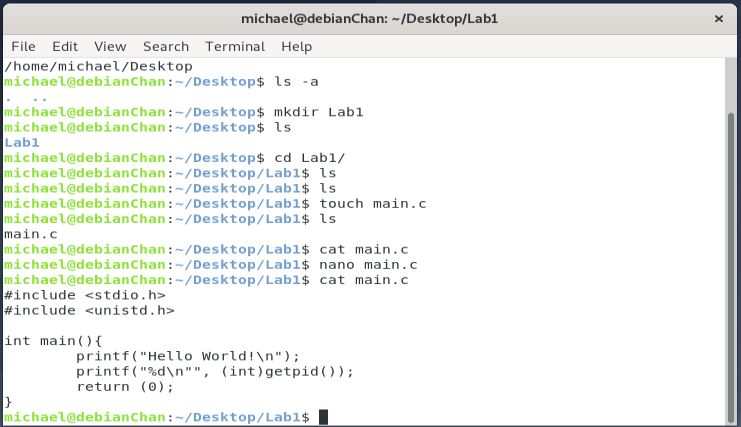 michael@debianChan: ~/Desktop/Lab1 ×
File Edit View Search Terminal Help
/home/michael/Desktop
michael@debianChan:~/Desktop$ ls -a
. ..
michael@debianChan:~/Desktop$ mkdir Lab1
michael@debianChan:~/Desktop$ ls
Lab1
michael@debianChan:~/Desktop$ cd Lab1/
michael@debianChan:~/Desktop/Lab1$ ls
michael@debianChan:~/Desktop/Lab1$ ls
michael@debianChan:~/Desktop/Lab1$ touch main.c
michael@debianChan:~/Desktop/Lab1$ ls
main.c
michael@debianChan:~/Desktop/Lab1$ cat main.c
michael@debianChan:~/Desktop/Lab1$ nano main.c
michael@debianChan:~/Desktop/Lab1$ cat main.c
#include <stdio.h>
#include <unistd.h>

int main(){
        printf("Hello World!\n");
        printf("%d\n"", (int)getpid());
        return (0);
}
michael@debianChan:~/Desktop/Lab1$